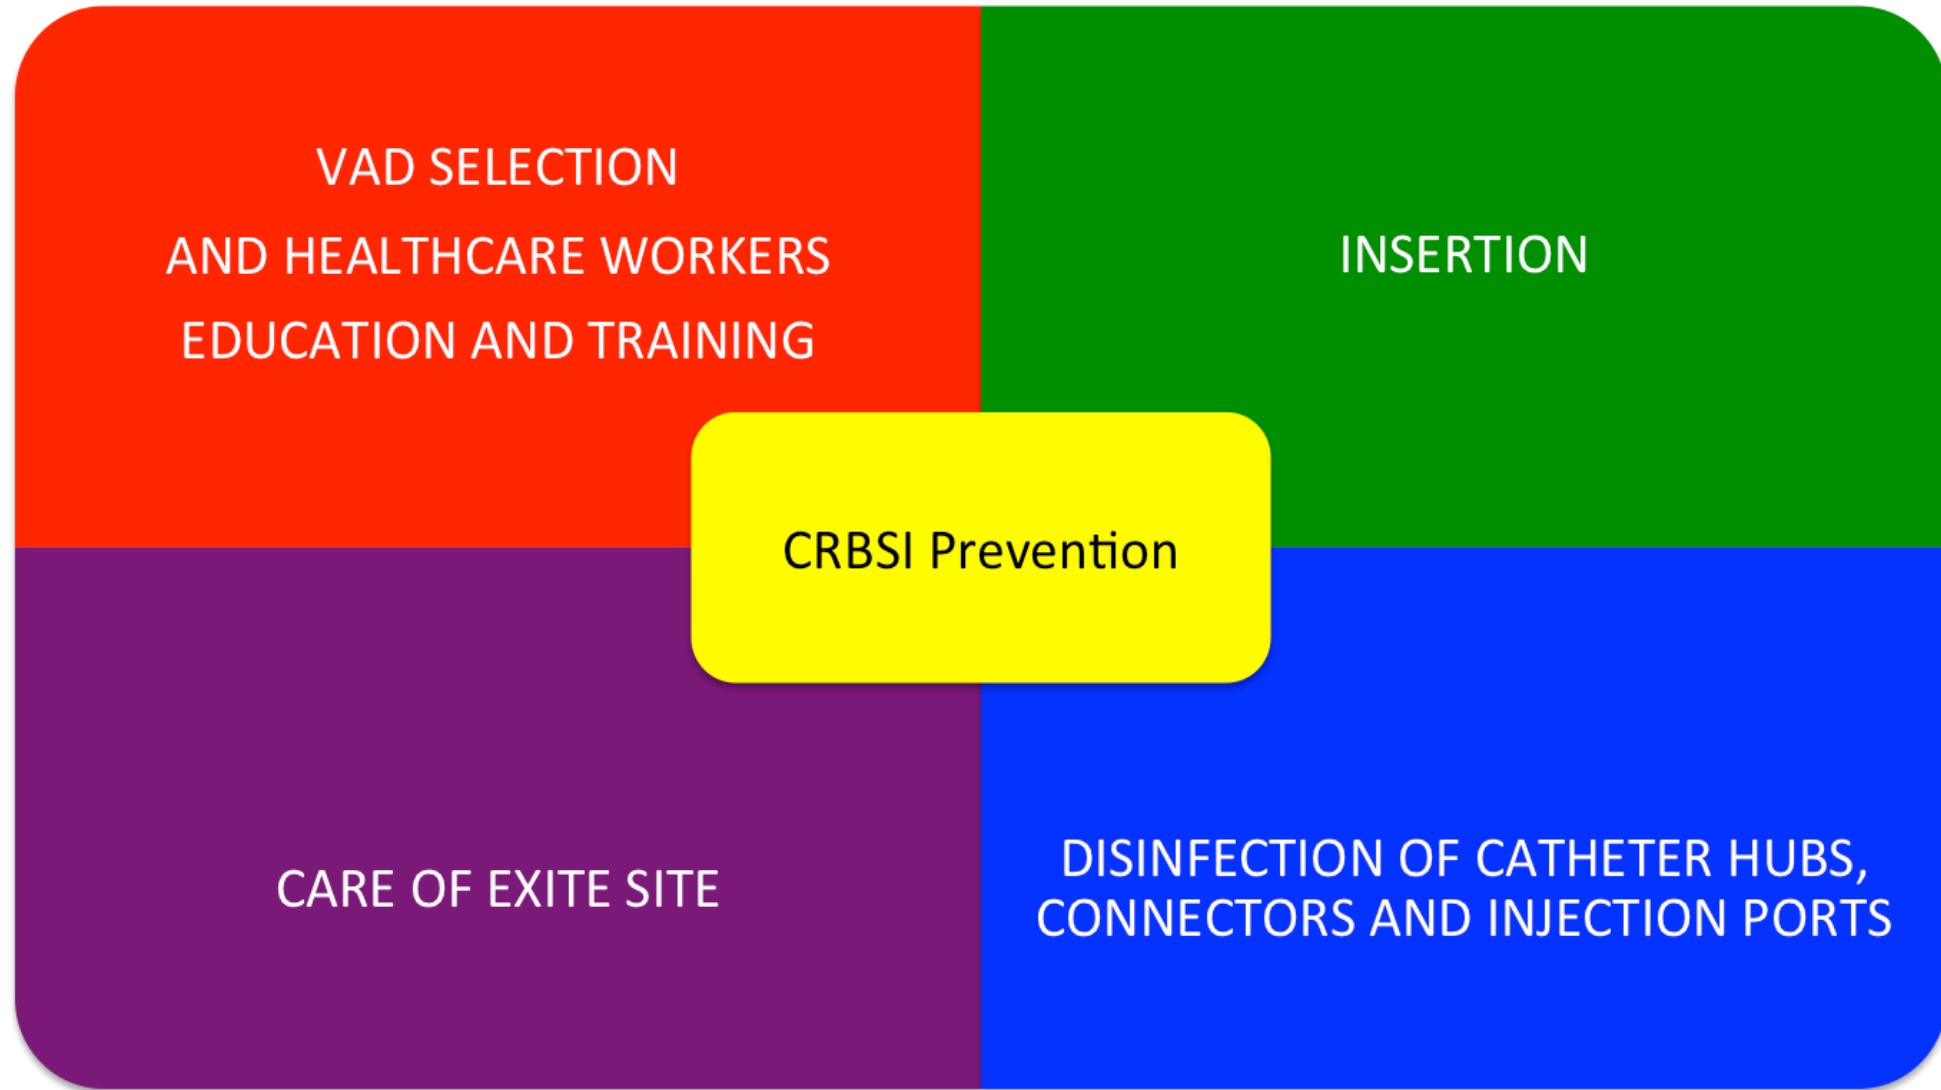 VAD SELECTION
AND HEALTHCARE WORKERS
EDUCATION AND TRAINING
INSERTION
CRBSI Prevention
CARE OF EXITE SITE
DISINFECTION OF CATHETER HUBS,
CONNECTORS AND INJECTION PORTS